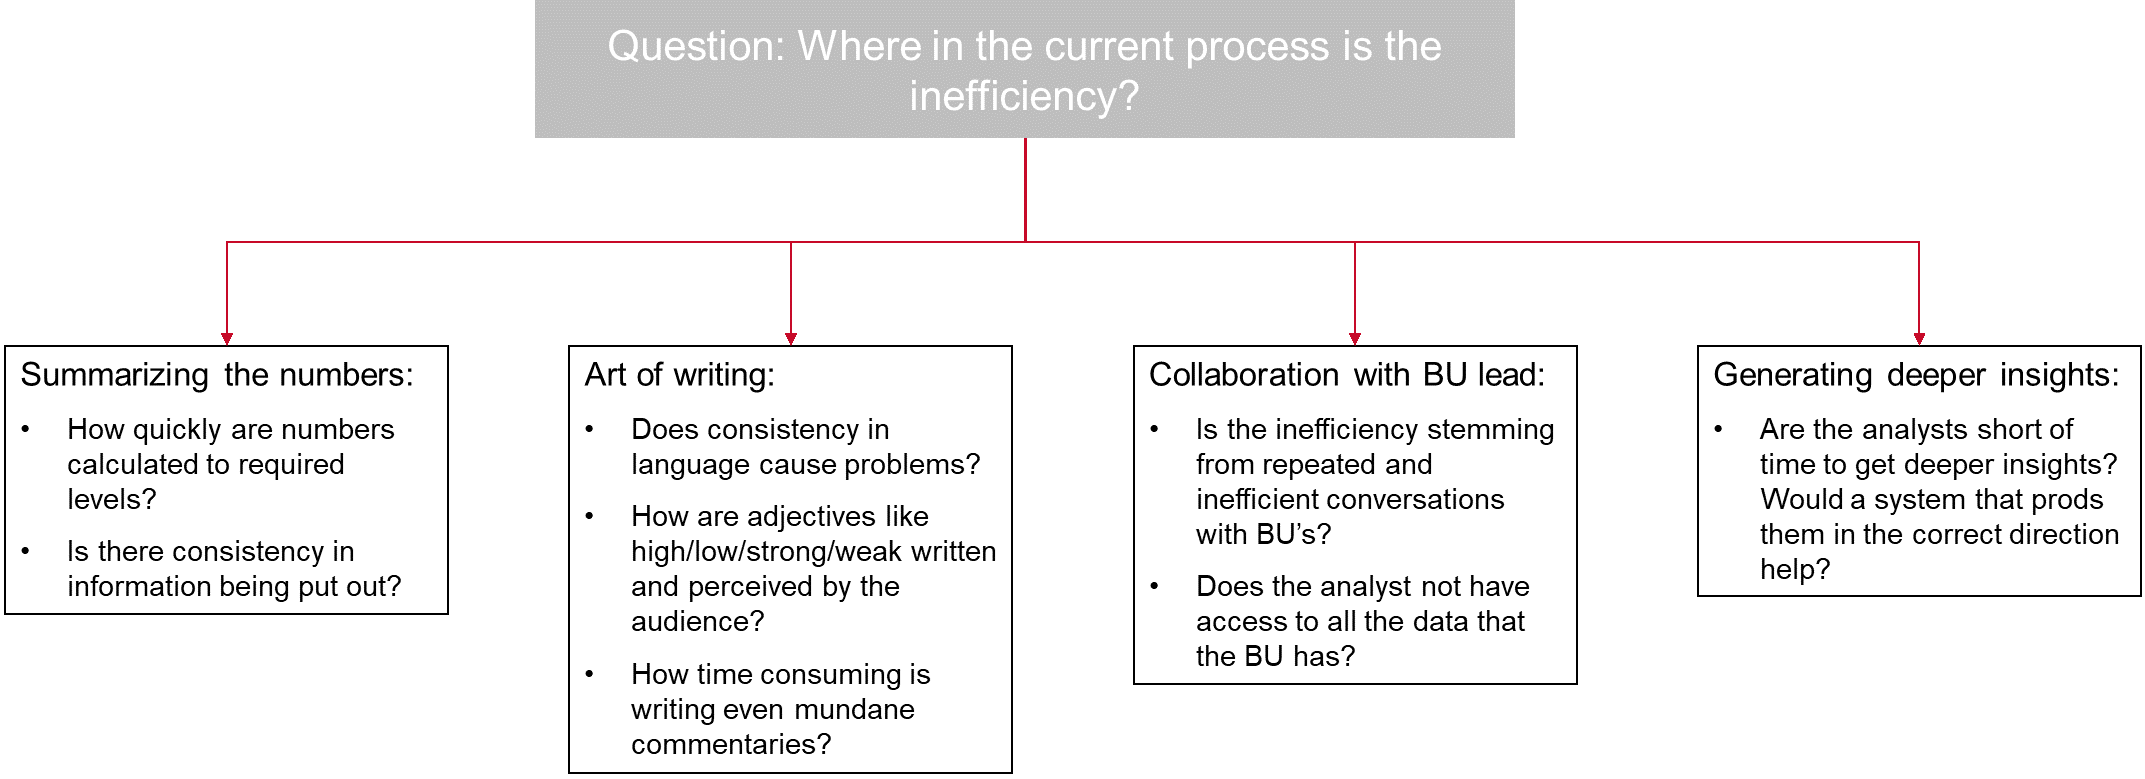 Question: Where in the current process is the
inefficiency?
Summarizing the numbers:
• How quickly are numbers
calculated to required
levels?
• Is there consistency in
information being put out?
Art of writing:
• Does consistency in
language cause problems?
• How are adjectives like
high/low/strong/weak written
and perceived by the
audience?
• How time consuming is
writing even mundane
commentaries?
Collaboration with BU lead:
• Is the inefficiency stemming
from repeated and
inefficient conversations
with BU’s?
• Does the analyst not have
access to all the data that
the BU has?
Generating deeper insights:
• Are the analysts short of
time to get deeper insights?
Would a system that prods
them in the correct direction
help?